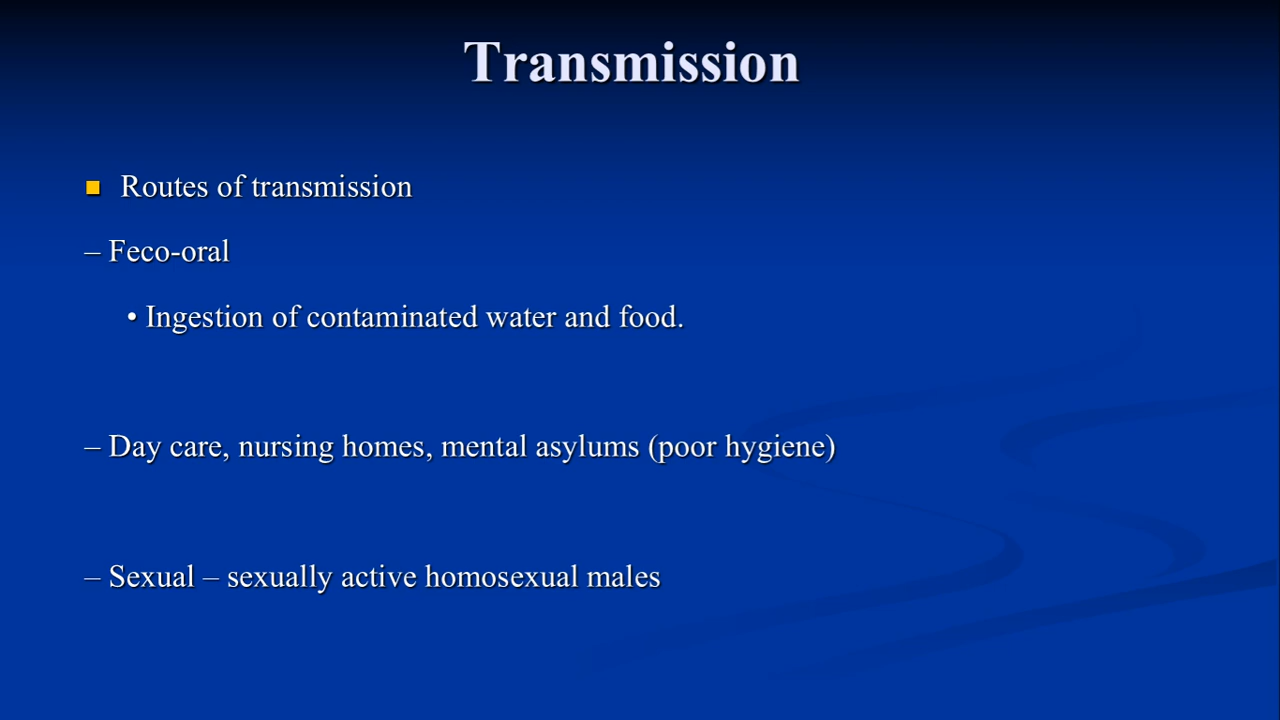 Transmission
Routes of transmission
– Feco-oral
• Ingestion of contaminated water and food.
– Day care, nursing homes, mental asylums (poor hygiene)
– Sexual – sexually active homosexual males